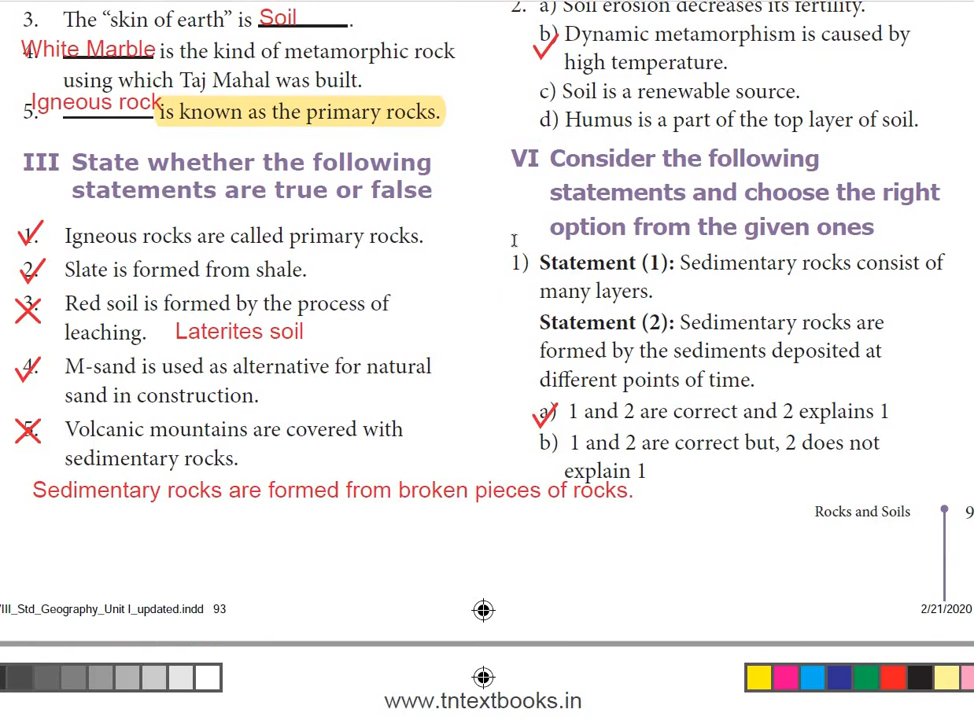 3. The “skin of earth” is Soil.
4. White Marble is the kind of metamorphic rock
using which Taj Mahal was built.
5. Igneous rock is known as the primary rocks.
III State whether the following
statements are true or false
1. Igneous rocks are called primary rocks.
2. Slate is formed from shale.
3. Red soil is formed by the process of
leaching. Laterites soil
4. M-sand is used as alternative for natural
sand in construction.
5. Volcanic mountains are covered with
sedimentary rocks.
Sedimentary rocks are formed from broken pieces of rocks.
2. a) Soil erosion decreases its fertility.
b) Dynamic metamorphism is caused by
high temperature.
c) Soil is a renewable source.
d) Humus is a part of the top layer of soil.
VI Consider the following
statements and choose the right
option from the given ones
1) Statement (1): Sedimentary rocks consist of
many layers.
Statement (2): Sedimentary rocks are
formed by the sediments deposited at
different points of time.
a) 1 and 2 are correct and 2 explains 1
b) 1 and 2 are correct but, 2 does not
explain 1
Rocks and Soils 9
VIII_Std_Geography_Unit I_updated.indd 93
2/21/2020
www.tntextbooks.in